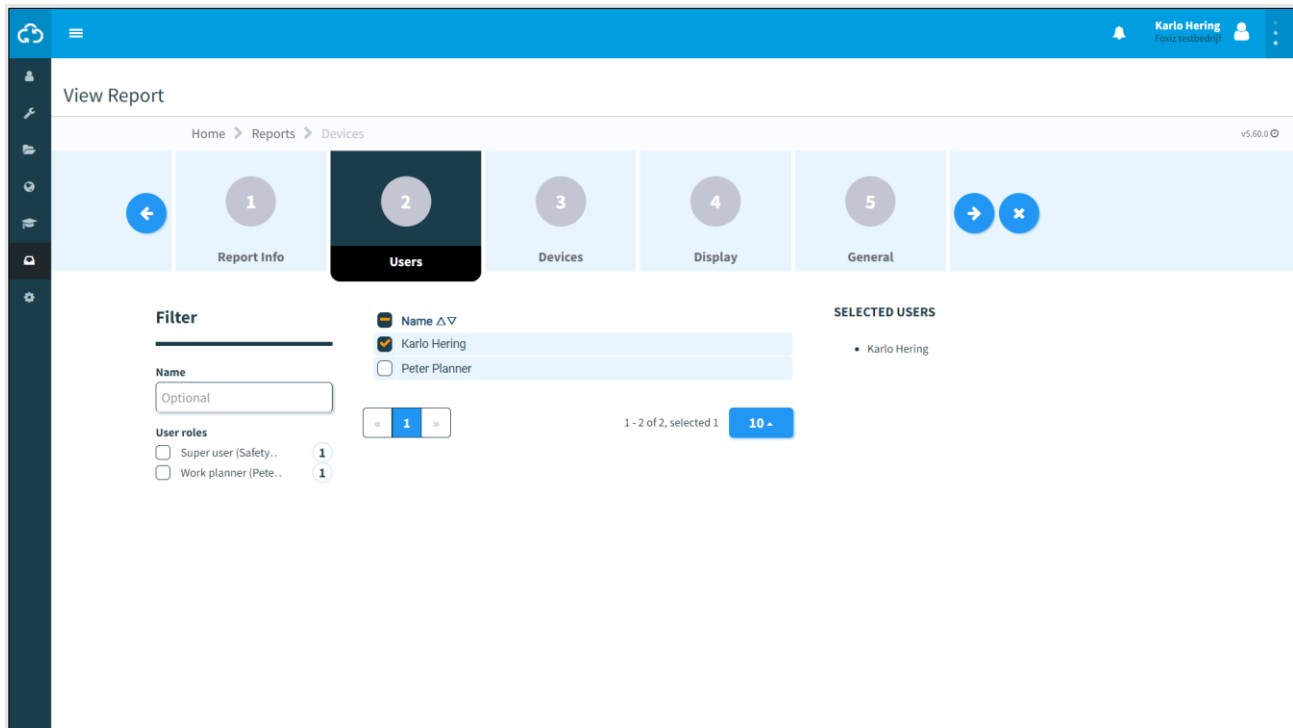 Karlo Hering
Foxiz testbedrijf
View Report
Home Reports Devices
v5.60.0
1
Report Info
2
Users
3
Devices
4
Display
5
General
Filter
Name
Optional
User roles
Super user (Safety.. 1
Work planner (Pete.. 1
Name
Karlo Hering
Peter Planner
« 1 »
1 - 2 of 2, selected 1
10
SELECTED USERS
• Karlo Hering